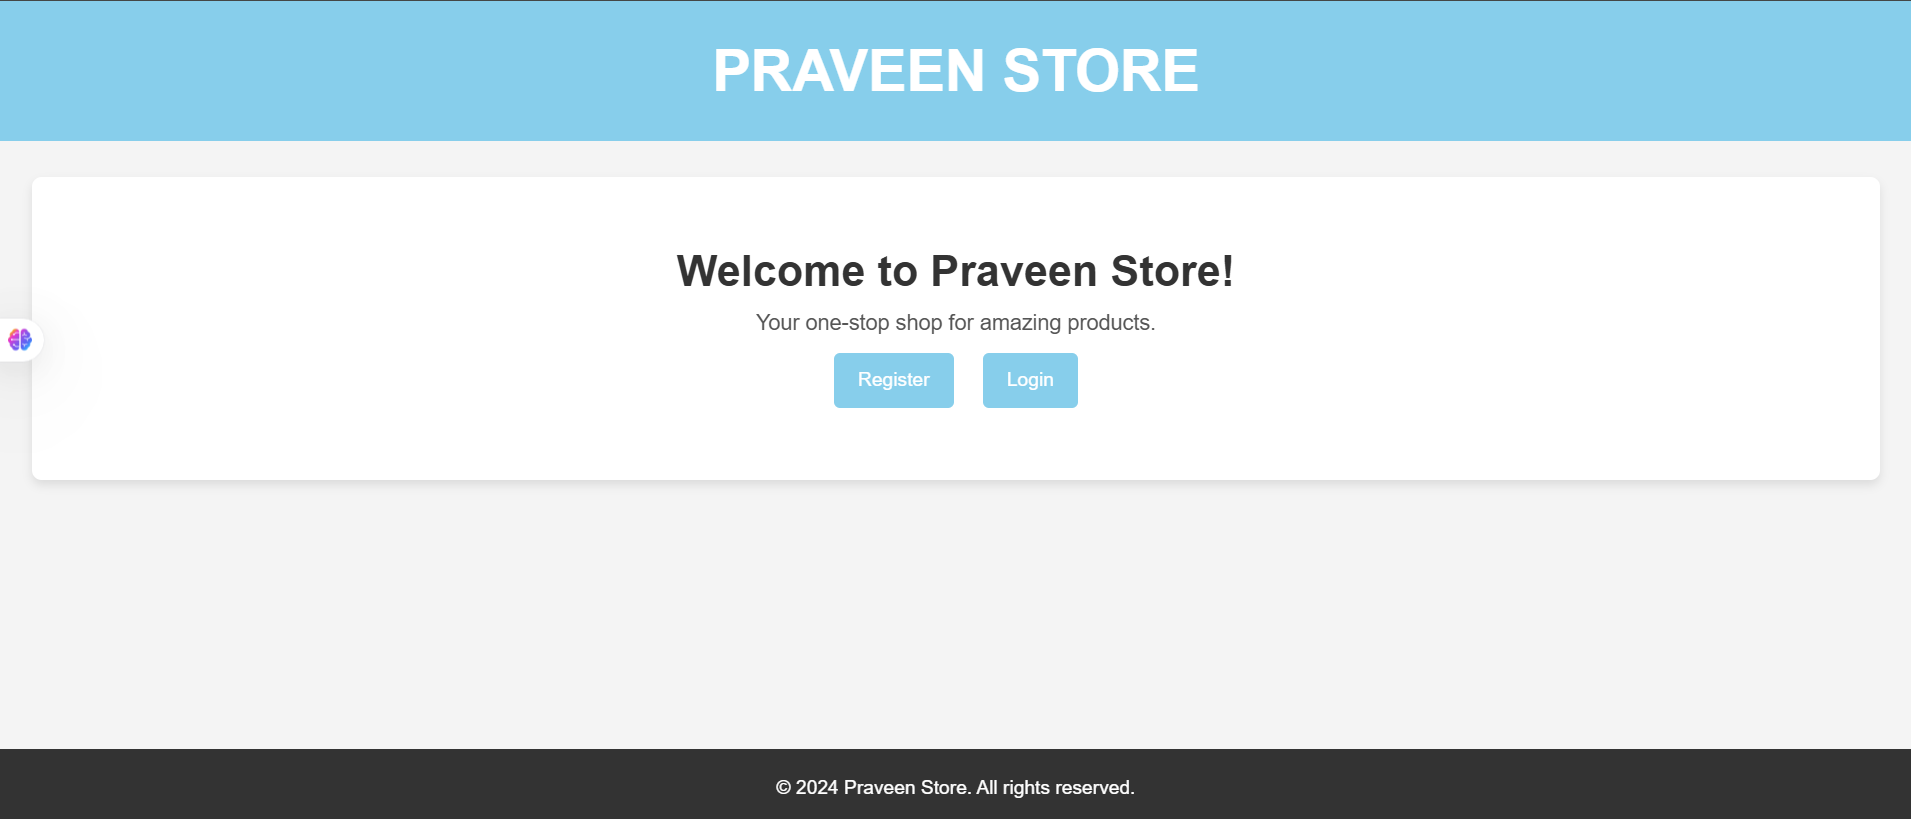 PRAVEEN STORE
Welcome to Praveen Store!
Your one-stop shop for amazing products.
Register Login
© 2024 Praveen Store. All rights reserved.